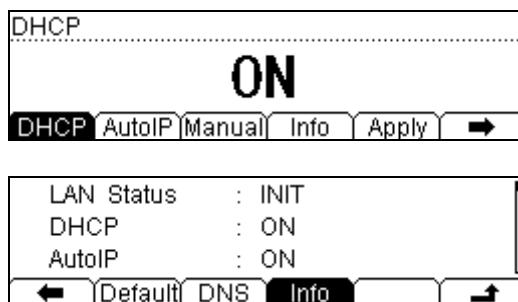 DHCP
ON
DHCP AutoIP Manual Info Apply
LAN Status : INIT
DHCP : ON
AutoIP : ON
Default DNS Info